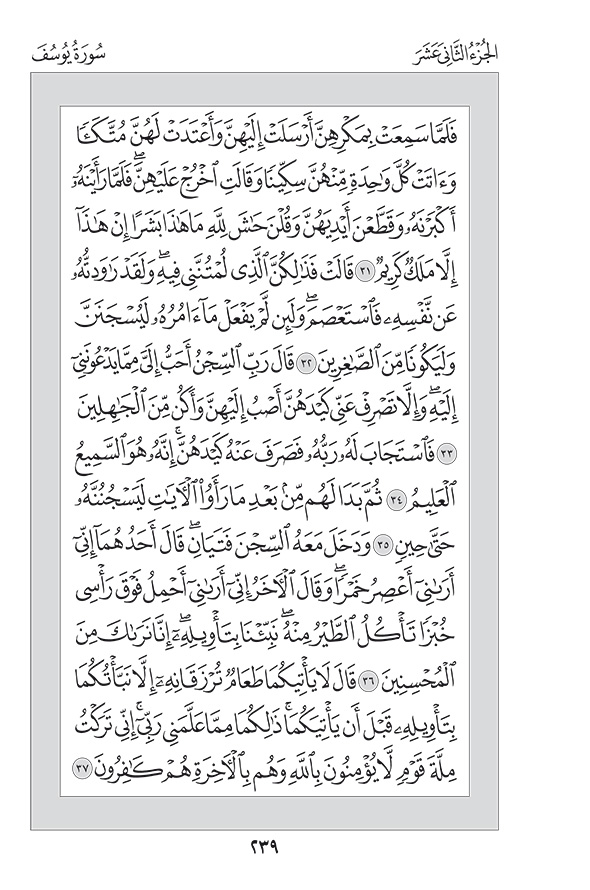 الجُزْءُ الثَّانِي عَشَرَ
سُورَةُ يُوسُفَ
فَلَمَّا سَمِعَتْ بِمَكْرِهِنَّ أَرْسَلَتْ إِلَيْهِنَّ وَأَعْتَدَتْ لَهُنَّ مُتَّكَـًٔا
وَءَاتَتْ كُلَّ وَٰحِدَةٍ مِّنْهُنَّ سِكِّينًا وَقَالَتِ ٱخْرُجْ عَلَيْهِنَّۖ فَلَمَّا رَأَيْنَهُۥٓ
أَكْبَرْنَهُۥ وَقَطَّعْنَ أَيْدِيَهُنَّ وَقُلْنَ حَٰشَ لِلَّهِ مَا هَٰذَا بَشَرًا إِنْ هَٰذَآ
إِلَّا مَلَكٌ كَرِيمٌ ٣١ قَالَتْ فَذَٰلِكُنَّ ٱلَّذِى لُمْتُنَّنِى فِيهِۖ وَلَقَدْ رَٰوَدتُّهُۥ
عَن نَّفْسِهِۦ فَٱسْتَعْصَمَۖ وَلَئِن لَّمْ يَفْعَلْ مَآ ءَامُرُهُۥ لَيُسْجَنَنَّ
وَلَيَكُونًا مِّنَ ٱلصَّٰغِرِينَ ٣٢ قَالَ رَبِّ ٱلسِّجْنُ أَحَبُّ إِلَىَّ مِمَّا يَدْعُونَنِىٓ
إِلَيْهِۖ وَإِلَّا تَصْرِفْ عَنِّى كَيْدَهُنَّ أَصْبُ إِلَيْهِنَّ وَأَكُن مِّنَ ٱلْجَٰهِلِينَ
٣٣ فَٱسْتَجَابَ لَهُۥ رَبُّهُۥ فَصَرَفَ عَنْهُ كَيْدَهُنَّۚ إِنَّهُۥ هُوَ ٱلسَّمِيعُ
ٱلْعَلِيمُ ٣٤ ثُمَّ بَدَا لَهُم مِّنۢ بَعْدِ مَا رَأَوُا۟ ٱلْءَايَٰتِ لَيَسْجُنُنَّهُۥ
حَتَّىٰ حِينٍ ٣٥ وَدَخَلَ مَعَهُ ٱلسِّجْنَ فَتَيَانِۖ قَالَ أَحَدُهُمَآ إِنِّىٓ
أَرَىٰنِىٓ أَعْصِرُ خَمْرًاۖ وَقَالَ ٱلْءَاخَرُ إِنِّىٓ أَرَىٰنِىٓ أَحْمِلُ فَوْقَ رَأْسِى
خُبْزًا تَأْكُلُ ٱلطَّيْرُ مِنْهُۖ نَبِّئْنَا بِتَأْوِيلِهِۦٓۖ إِنَّا نَرَىٰكَ مِنَ
ٱلْمُحْسِنِينَ ٣٦ قَالَ لَا يَأْتِيكُمَا طَعَامٌ تُرْزَقَانِهِۦٓ إِلَّا نَبَّأْتُكُمَا
بِتَأْوِيلِهِۦ قَبْلَ أَن يَأْتِيَكُمَاۚ ذَٰلِكُمَا مِمَّا عَلَّمَنِى رَبِّىٓۚ إِنِّى تَرَكْتُ
مِلَّةَ قَوْمٍ لَّا يُؤْمِنُونَ بِٱللَّهِ وَهُم بِٱلْءَاخِرَةِ هُمْ كَٰفِرُونَ ٣٧
٢٣٩